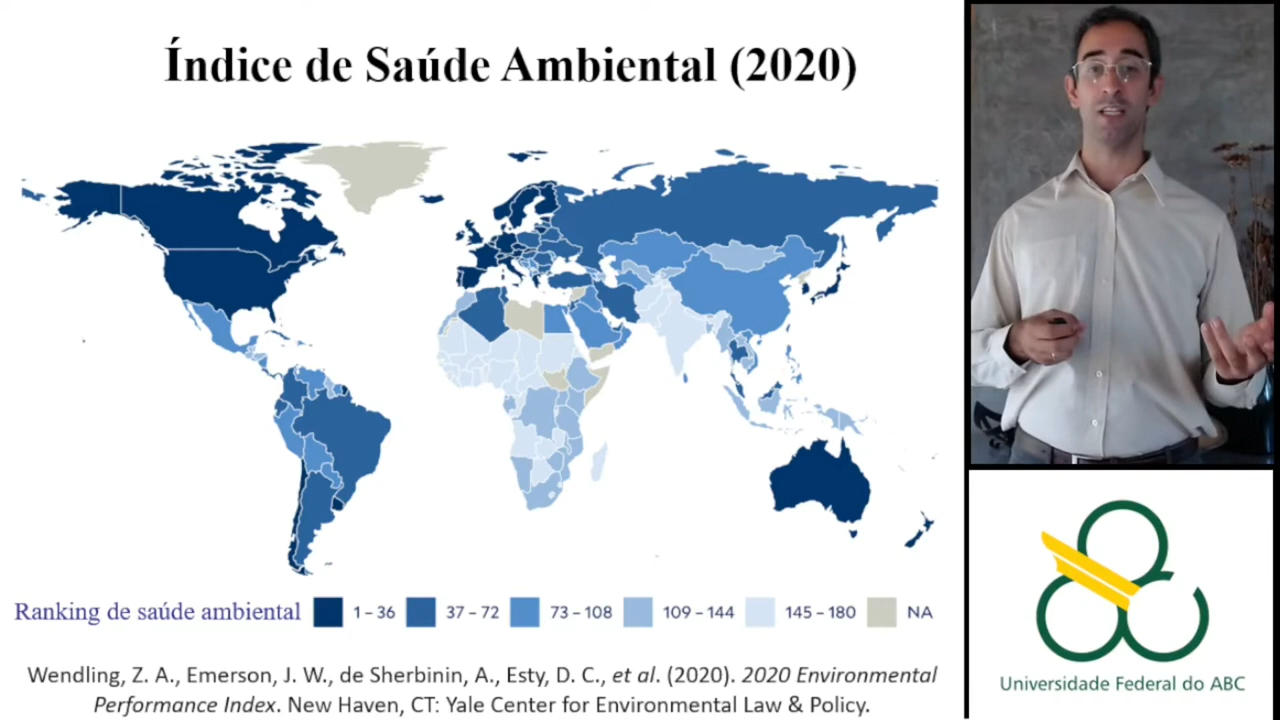 Índice de Saúde Ambiental (2020)
Ranking de saúde ambiental
1 – 36
37 – 72
73 – 108
109 – 144
145 – 180
NA
Wendling, Z. A., Emerson, J. W., de Sherbinin, A., Esty, D. C., et al. (2020). 2020 Environmental
Performance Index. New Haven, CT: Yale Center for Environmental Law & Policy.
Universidade Federal do ABC